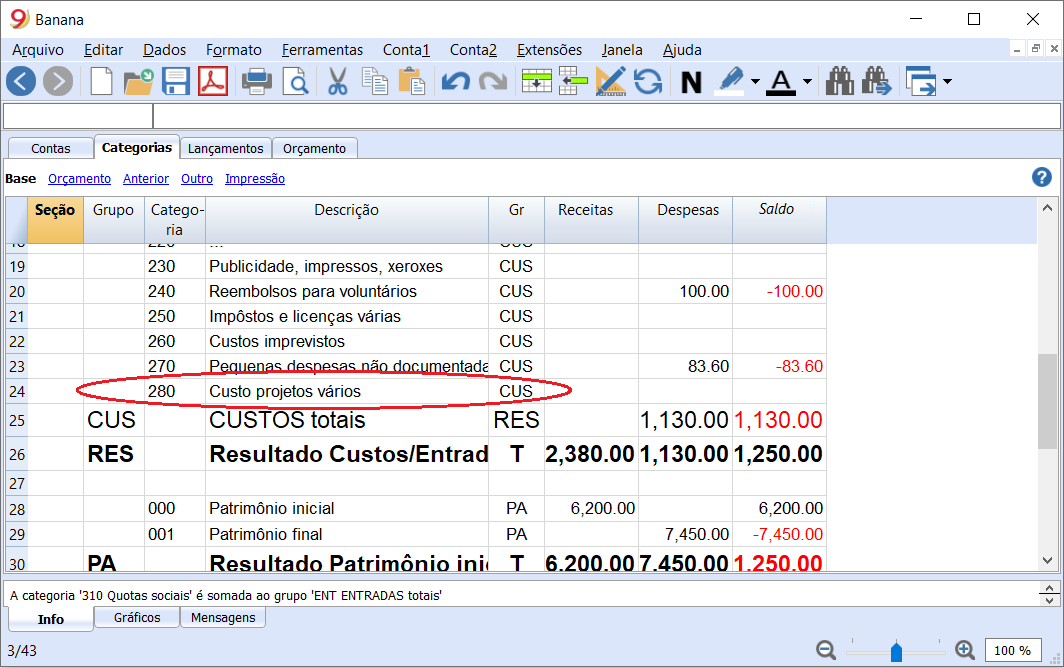 Banana
Arquivo Editar Dados Formato Ferramentas Conta1 Conta2 Extensões Janela Ajuda
N A
Contas Categorias Lançamentos Orçamento
Base Orçamento Anterior Outro Impressão
Seção Grupo Catego- Descrição Gr Receitas Despesas Saldo
ria
19 230 Publicidade, impressos, xeroxes CUS
20 240 Reembolsos para voluntários CUS 100.00 -100.00
21 250 Impôstos e licenças várias CUS
22 260 Custos imprevistos CUS
23 270 Pequenas despesas não documentada CUS 83.60 -83.60
24 280 Custo projetos vários CUS
25 CUS CUSTOS totais RES 1,130.00 1,130.00
26 RES Resultado Custos/Entrad T 2,380.00 1,130.00 1,250.00
27
28 000 Patrimônio inicial PA 6,200.00 6,200.00
29 001 Patrimônio final PA 7,450.00 -7,450.00
30 PA Resultado Patrimônio inic T 6,200.00 7,450.00 1,250.00
A categoria '310 Quotas sociais' é somada ao grupo 'ENT ENTRADAS totais'
Info Gráficos Mensagens
3/43 100 %